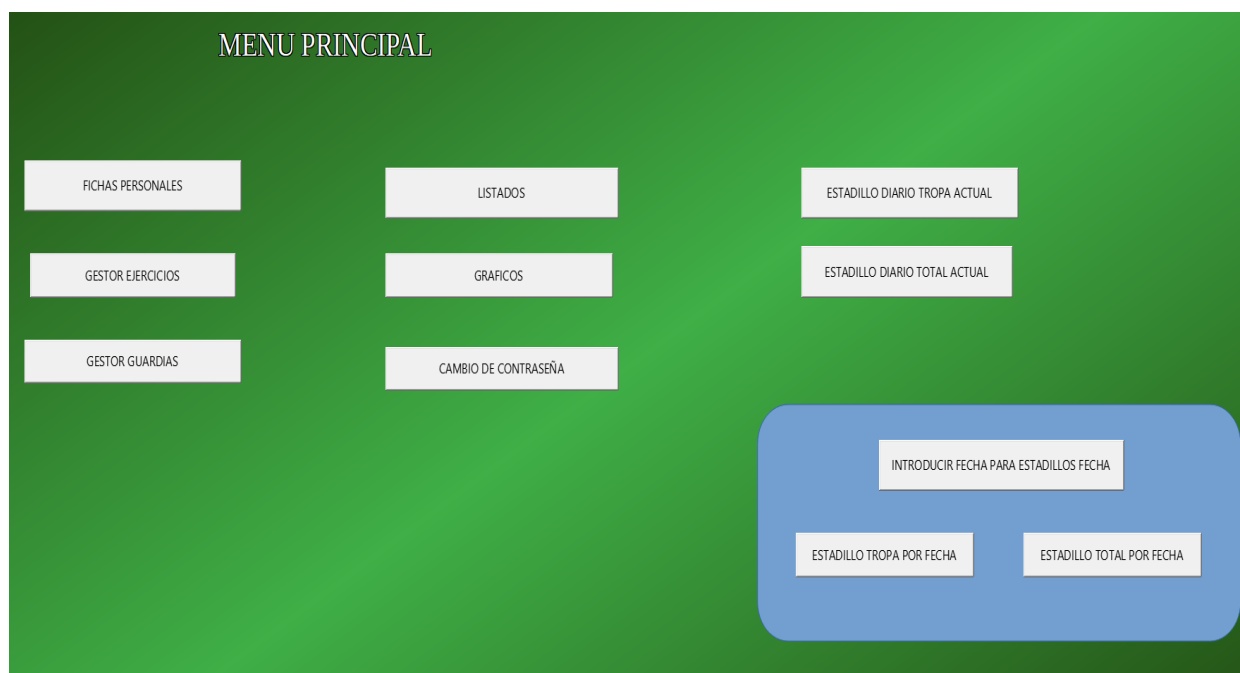 MENU PRINCIPAL
FICHAS PERSONALES
LISTADOS
ESTADILLO DIARIO TROPA ACTUAL
GESTOR EJERCICIOS
GRAFICOS
ESTADILLO DIARIO TOTAL ACTUAL
GESTOR GUARDIAS
CAMBIO DE CONTRASEÑA
INTRODUCIR FECHA PARA ESTADILLOS FECHA
ESTADILLO TROPA POR FECHA
ESTADILLO TOTAL POR FECHA